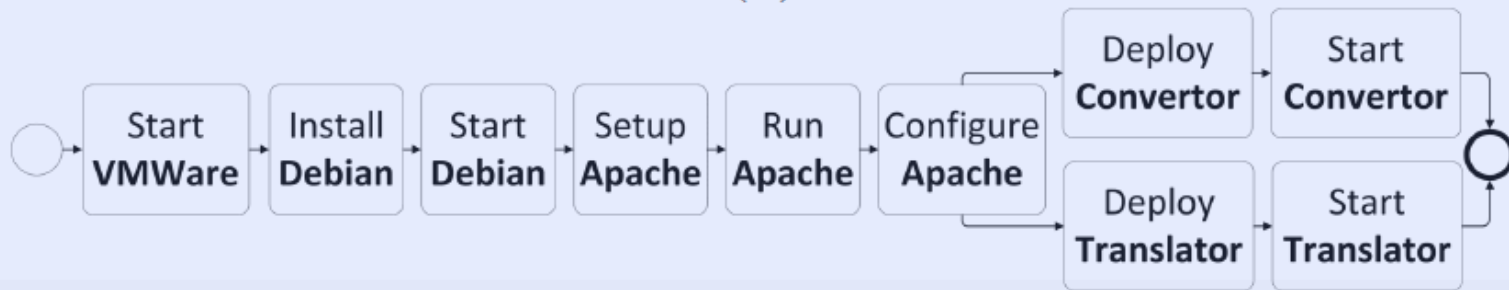 Start
VMWare
Install
Debian
Start
Debian
Setup
Apache
Run
Apache
Configure
Apache
Deploy
Convertor
Start
Convertor
Deploy
Translator
Start
Translator